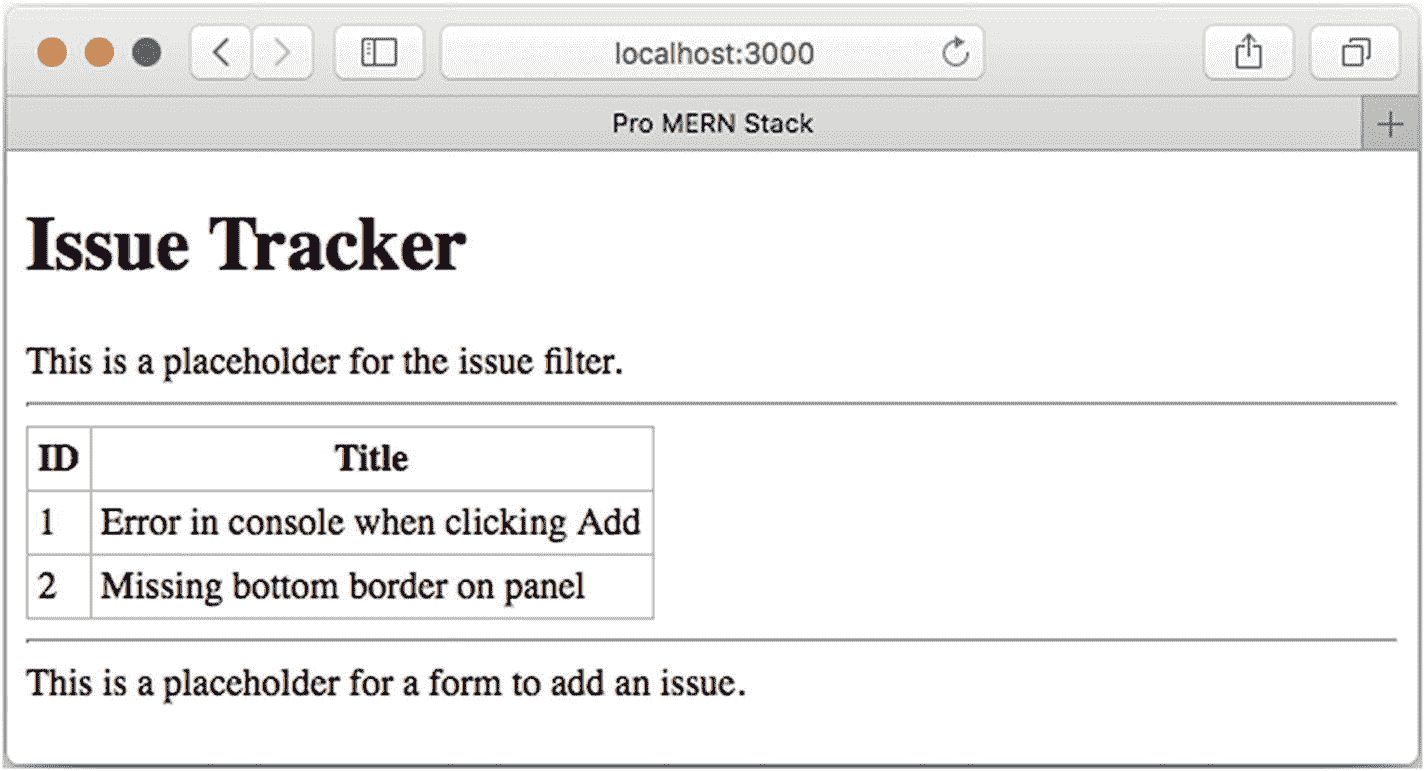 localhost:3000
Pro MERN Stack
Issue Tracker
This is a placeholder for the issue filter.
ID Title
1 Error in console when clicking Add
2 Missing bottom border on panel
This is a placeholder for a form to add an issue.